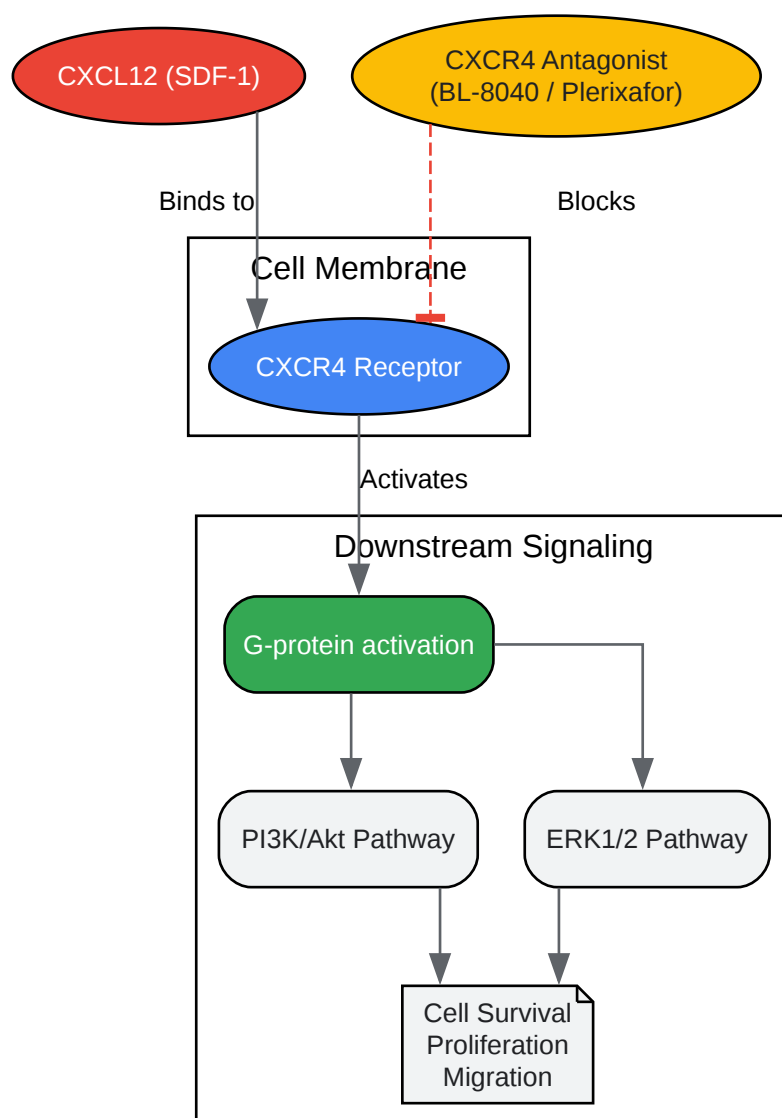 CXCL12 (SDF-1)
CXCR4 Antagonist
(BL-8040 / Plerixafor)
Binds to
Blocks
Cell Membrane
CXCR4 Receptor
Activates
Downstream Signaling
G-protein activation
PI3K/Akt Pathway
ERK1/2 Pathway
Cell Survival
Proliferation
Migration